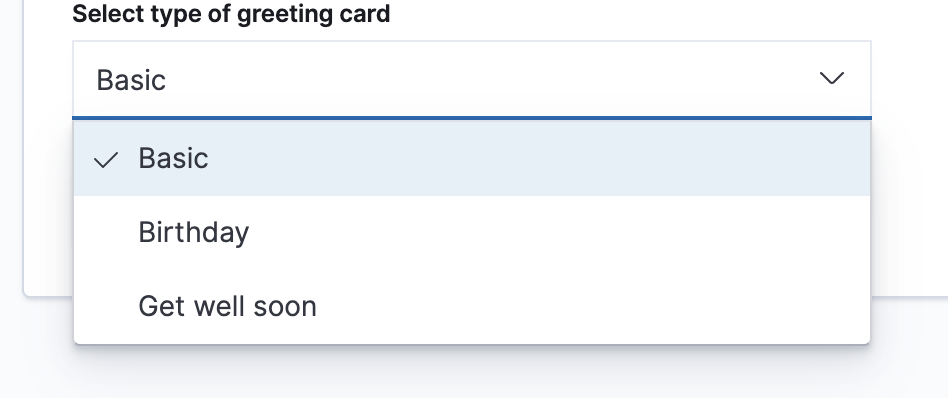 Select type of greeting card
Basic
Basic
Birthday
Get well soon